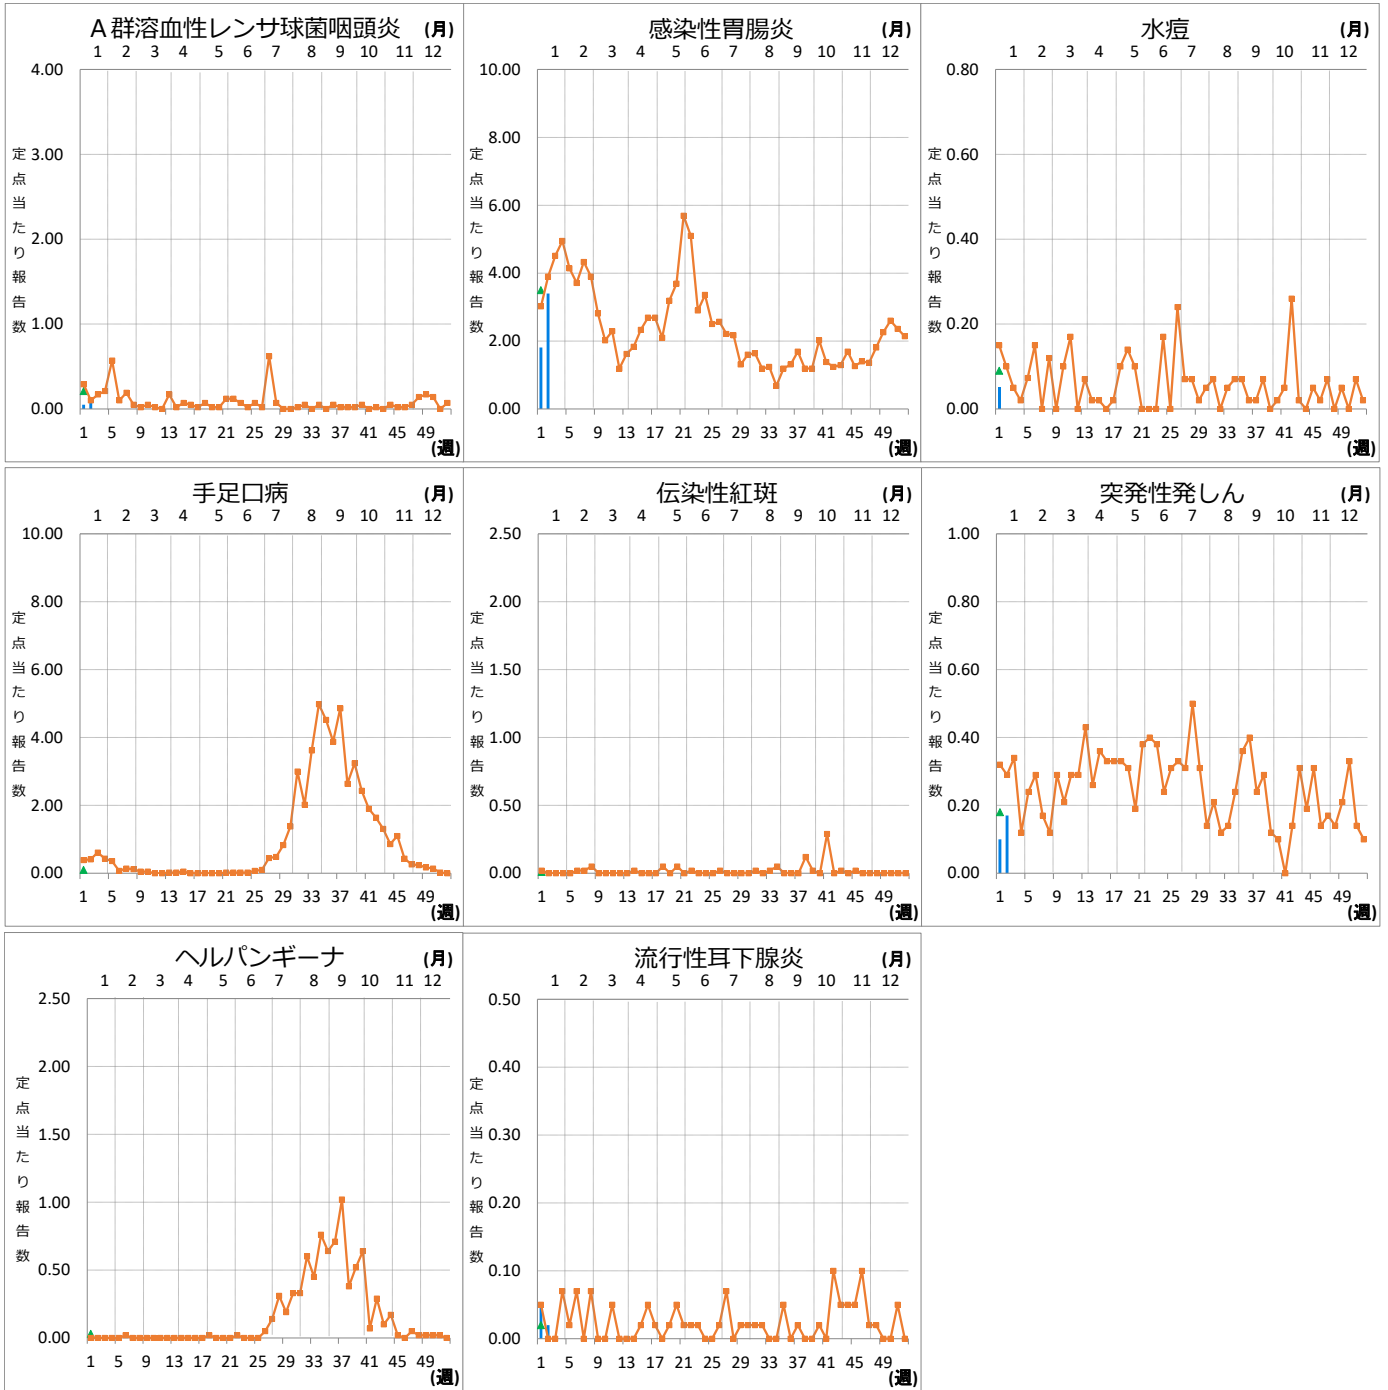 A群溶血性レンサ球菌咽頭炎 (月)
1 2 3 4 5 6 7 8 9 10 11 12
4.00
3.00
2.00
1.00
0.00
定点当たり報告数
1 5 9 13 17 21 25 29 33 37 41 45 49
(週)
感染性胃腸炎 (月)
1 2 3 4 5 6 7 8 9 10 11 12
10.00
8.00
6.00
4.00
2.00
0.00
定点当たり報告数
1 5 9 13 17 21 25 29 33 37 41 45 49
(週)
水痘 (月)
1 2 3 4 5 6 7 8 9 10 11 12
0.80
0.60
0.40
0.20
0.00
定点当たり報告数
1 5 9 13 17 21 25 29 33 37 41 45 49
(週)
手足口病 (月)
1 2 3 4 5 6 7 8 9 10 11 12
10.00
8.00
6.00
4.00
2.00
0.00
定点当たり報告数
1 5 9 13 17 21 25 29 33 37 41 45 49
(週)
伝染性紅斑 (月)
1 2 3 4 5 6 7 8 9 10 11 12
2.50
2.00
1.50
1.00
0.50
0.00
定点当たり報告数
1 5 9 13 17 21 25 29 33 37 41 45 49
(週)
突発性発しん (月)
1 2 3 4 5 6 7 8 9 10 11 12
1.00
0.80
0.60
0.40
0.20
0.00
定点当たり報告数
1 5 9 13 17 21 25 29 33 37 41 45 49
(週)
ヘルパンギーナ (月)
1 2 3 4 5 6 7 8 9 10 11 12
2.50
2.00
1.50
1.00
0.50
0.00
定点当たり報告数
1 5 9 13 17 21 25 29 33 37 41 45 49
(週)
流行性耳下腺炎 (月)
1 2 3 4 5 6 7 8 9 10 11 12
0.50
0.40
0.30
0.20
0.10
0.00
定点当たり報告数
1 5 9 13 17 21 25 29 33 37 41 45 49
(週)